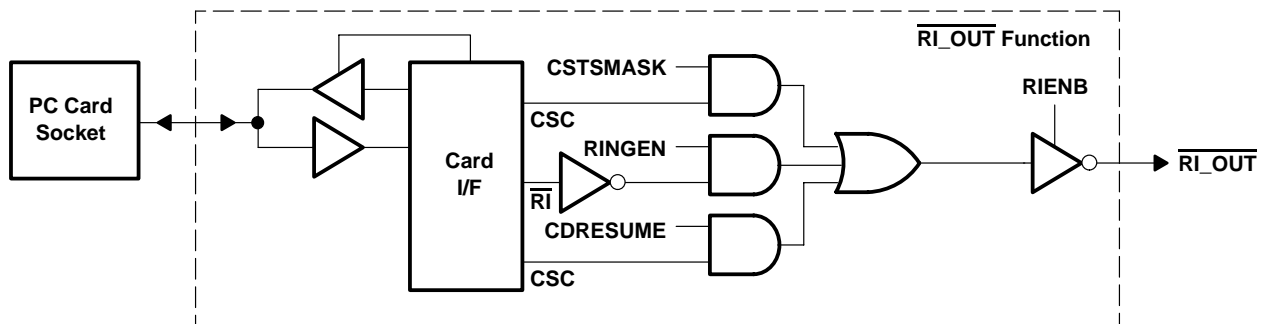 RI_OUT Function
PC Card
Socket
CSTSMASK
CSC
RIENB
RINGEN
Card
I/F
RI
RI_OUT
CDRESUME
CSC